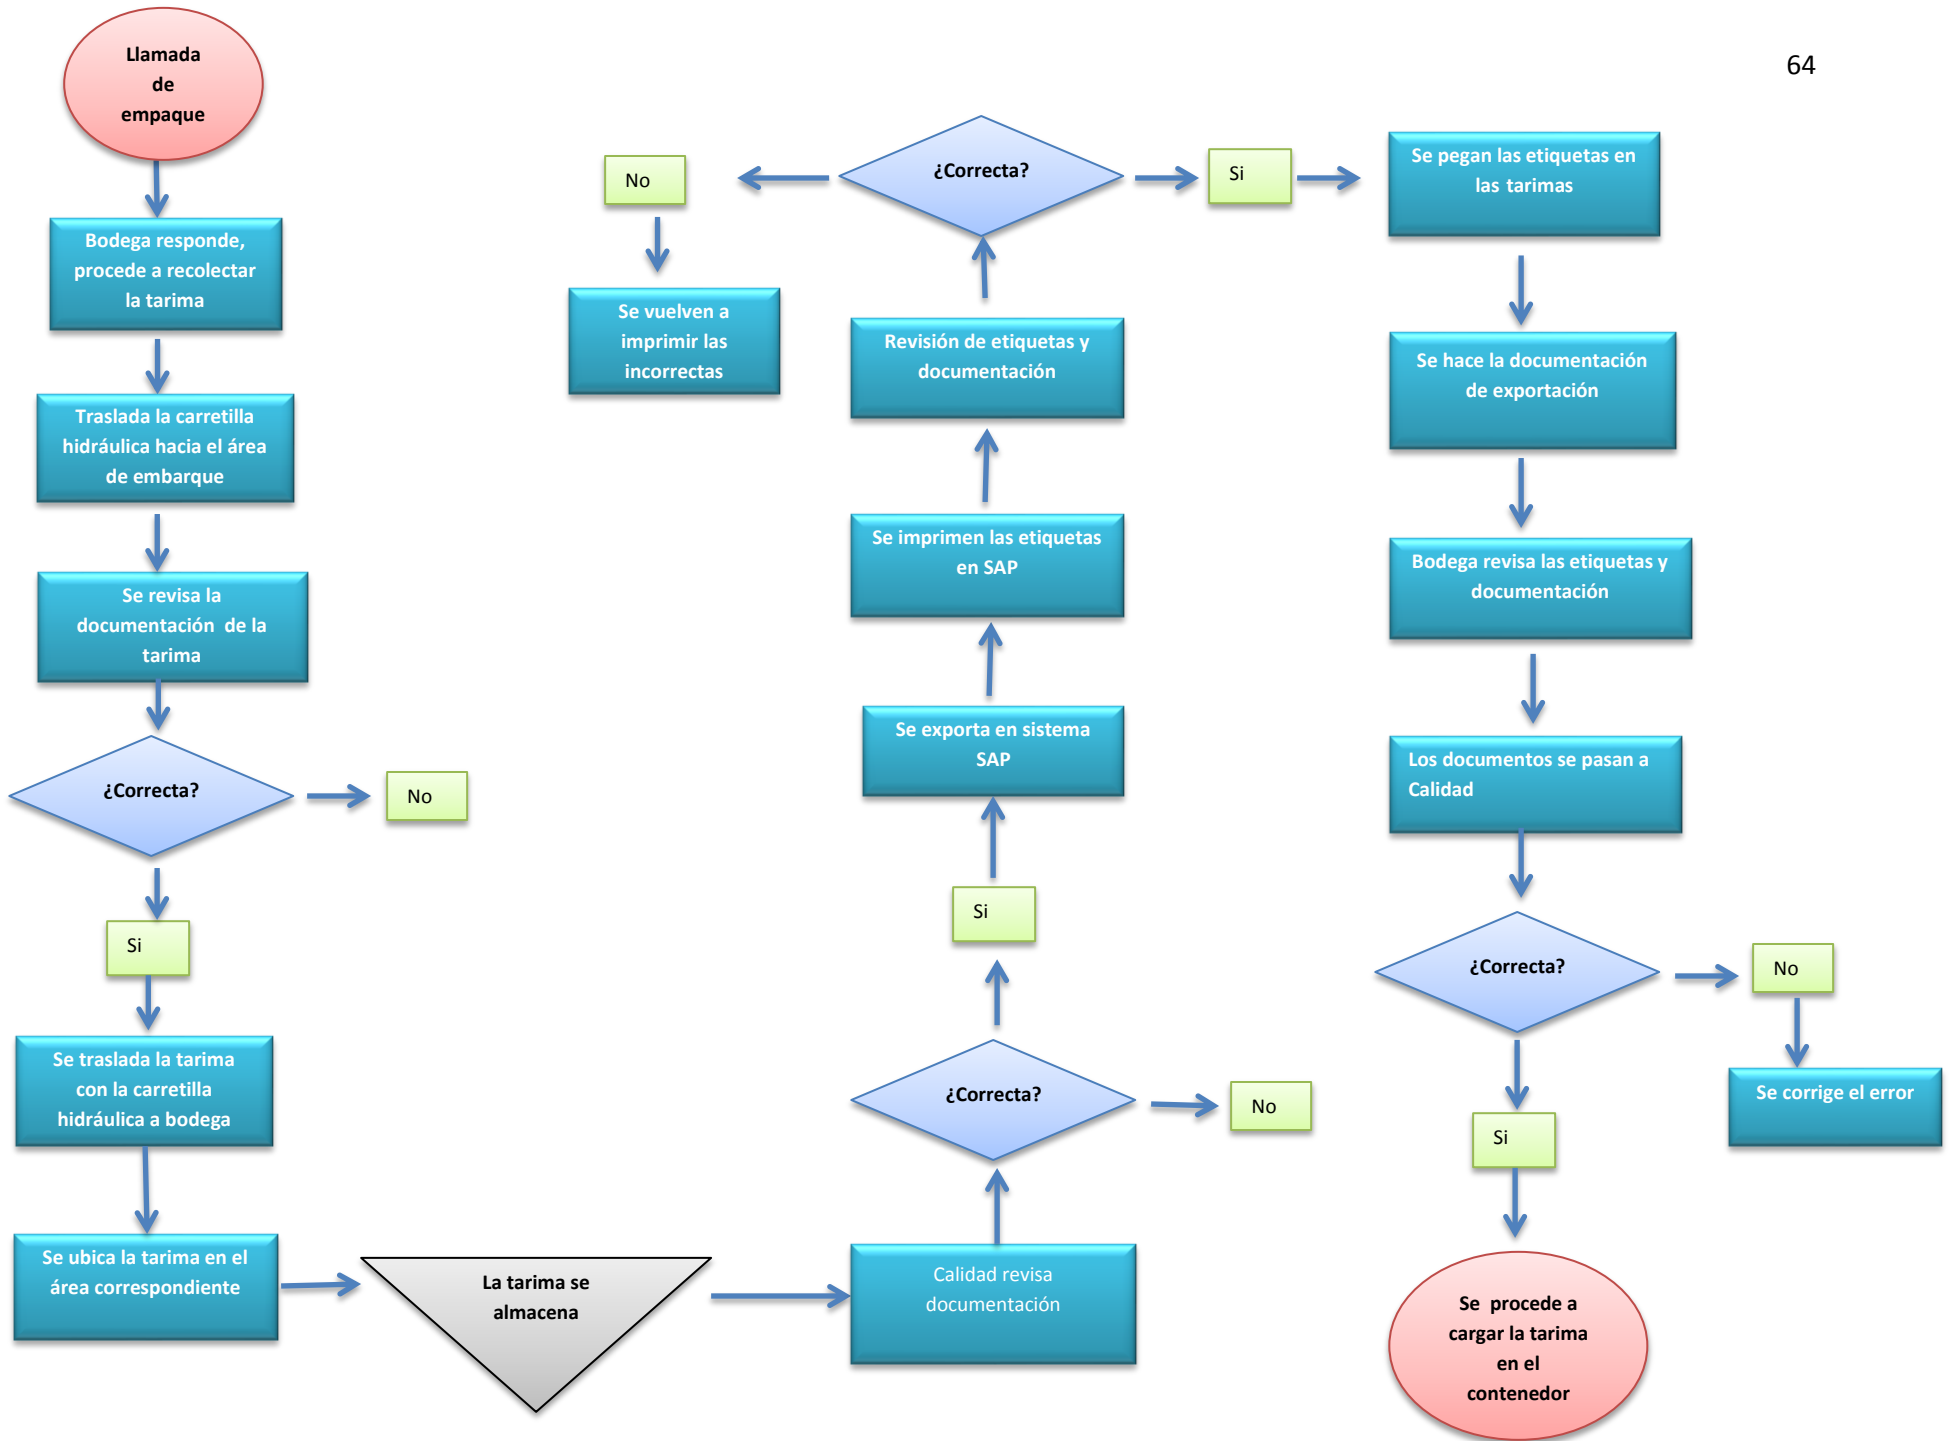 64
Llamada
de
empaque
Bodega responde,
procede a recolectar
la tarima
Traslada la carretilla
hidráulica hacia el área
de embarque
Se revisa la
documentación de la
tarima
¿Correcta?
No
Si
Se traslada la tarima
con la carretilla
hidráulica a bodega
Se ubica la tarima en el
área correspondiente
La tarima se
almacena
Calidad revisa
documentación
¿Correcta?
No
Si
Se exporta en sistema
SAP
Se imprimen las etiquetas
en SAP
Revisión de etiquetas y
documentación
¿Correcta?
No
Se vuelven a
imprimir las
incorrectas
Si
Se pegan las etiquetas en
las tarimas
Se hace la documentación
de exportación
Bodega revisa las etiquetas y
documentación
Los documentos se pasan a
Calidad
¿Correcta?
No
Se corrige el error
Si
Se procede a
cargar la tarima
en el
contenedor